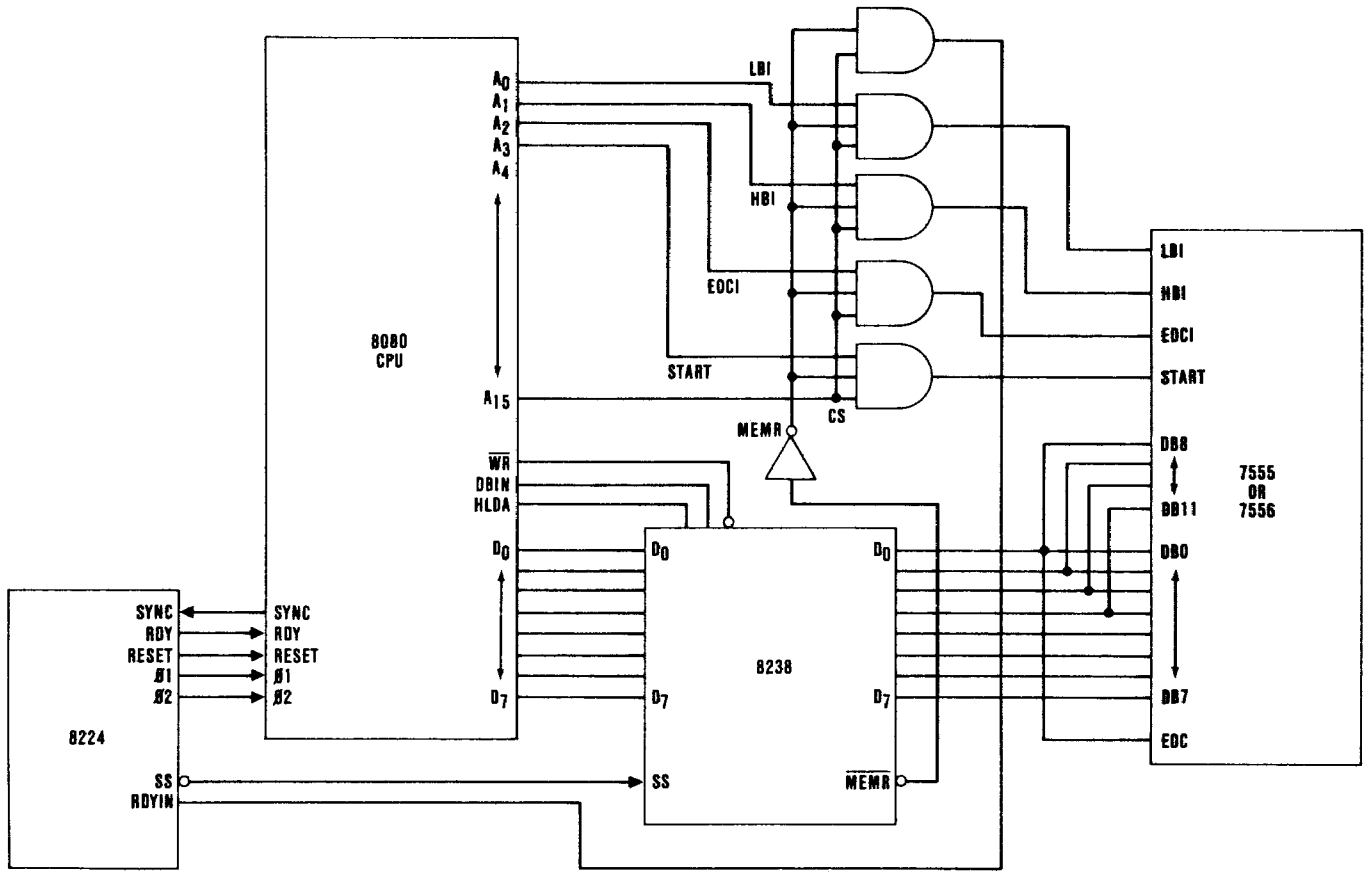 LBI
A0
A1
A2
A3
A4
HBI
LBI
HBI
EOCI
EOCI
8080
CPU
START
START
A15
CS
MEMR
WR
DBIN
HLDA
DB8
7555
OR
7556
DB11
D0
D0
D0
DB0
SYNC
SYNC
RDY
RDY
RESET
RESET
Ø1
Ø1
Ø2
Ø2
8238
D7
D7
D7
DB7
8224
EOC
SS
SS
MEMR
RDYIN